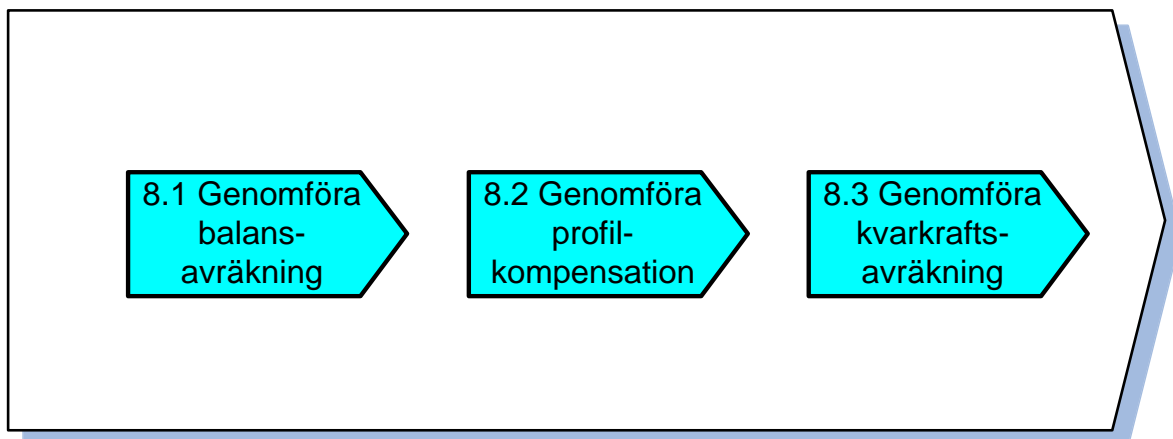 8.1 Genomföra
balans-
avräkning
8.2 Genomföra
profil-
kompensation
8.3 Genomföra
kvarkrafts-
avräkning